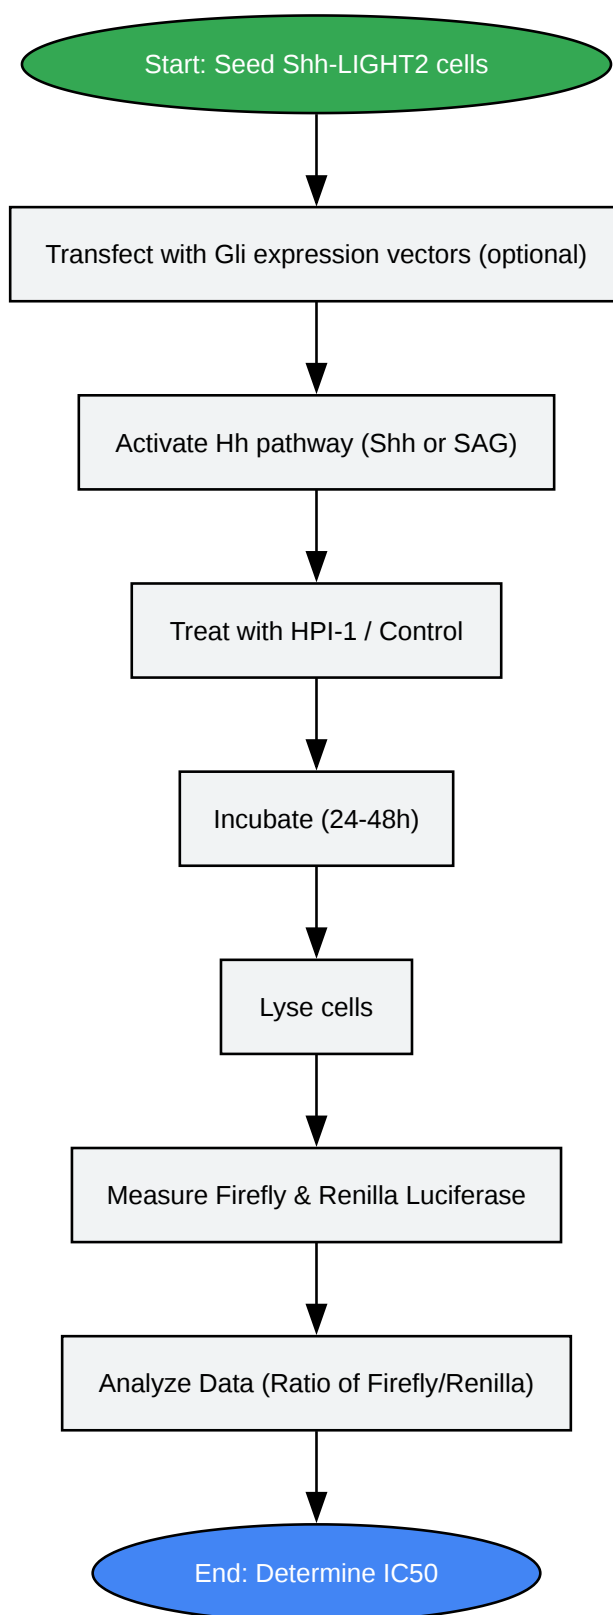 Start: Seed Shh-LIGHT2 cells
Transfect with Gli expression vectors (optional)
Activate Hh pathway (Shh or SAG)
Treat with HPI-1 / Control
Incubate (24-48h)
Lyse cells
Measure Firefly & Renilla Luciferase
Analyze Data (Ratio of Firefly/Renilla)
End: Determine IC50